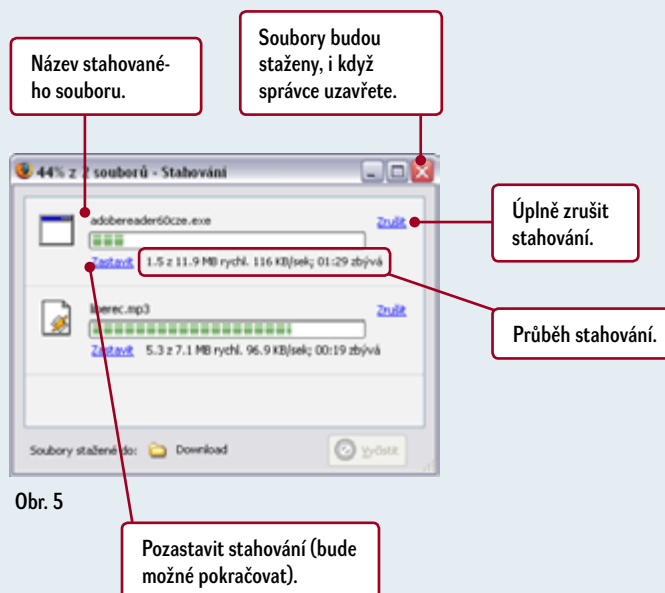 Soubory budou
staženy, i když
správce uzavřete.
Název stahované-
ho souboru.
44% z 2 souborů - Stahování
adobereader60cze.exe
Zrušit
Zastavit 1.5 z 11.9 MB rychl. 116 KB/sek; 01:29 zbývá
Úplně zrušit
stahování.
Průběh stahování.
liberec.mp3
Zrušit
Zastavit 5.3 z 7.1 MB rychl. 96.9 KB/sek; 00:19 zbývá
Soubory stažené do: Download
Vyčistit
Obr. 5
Pozastavit stahování (bude
možné pokračovat).